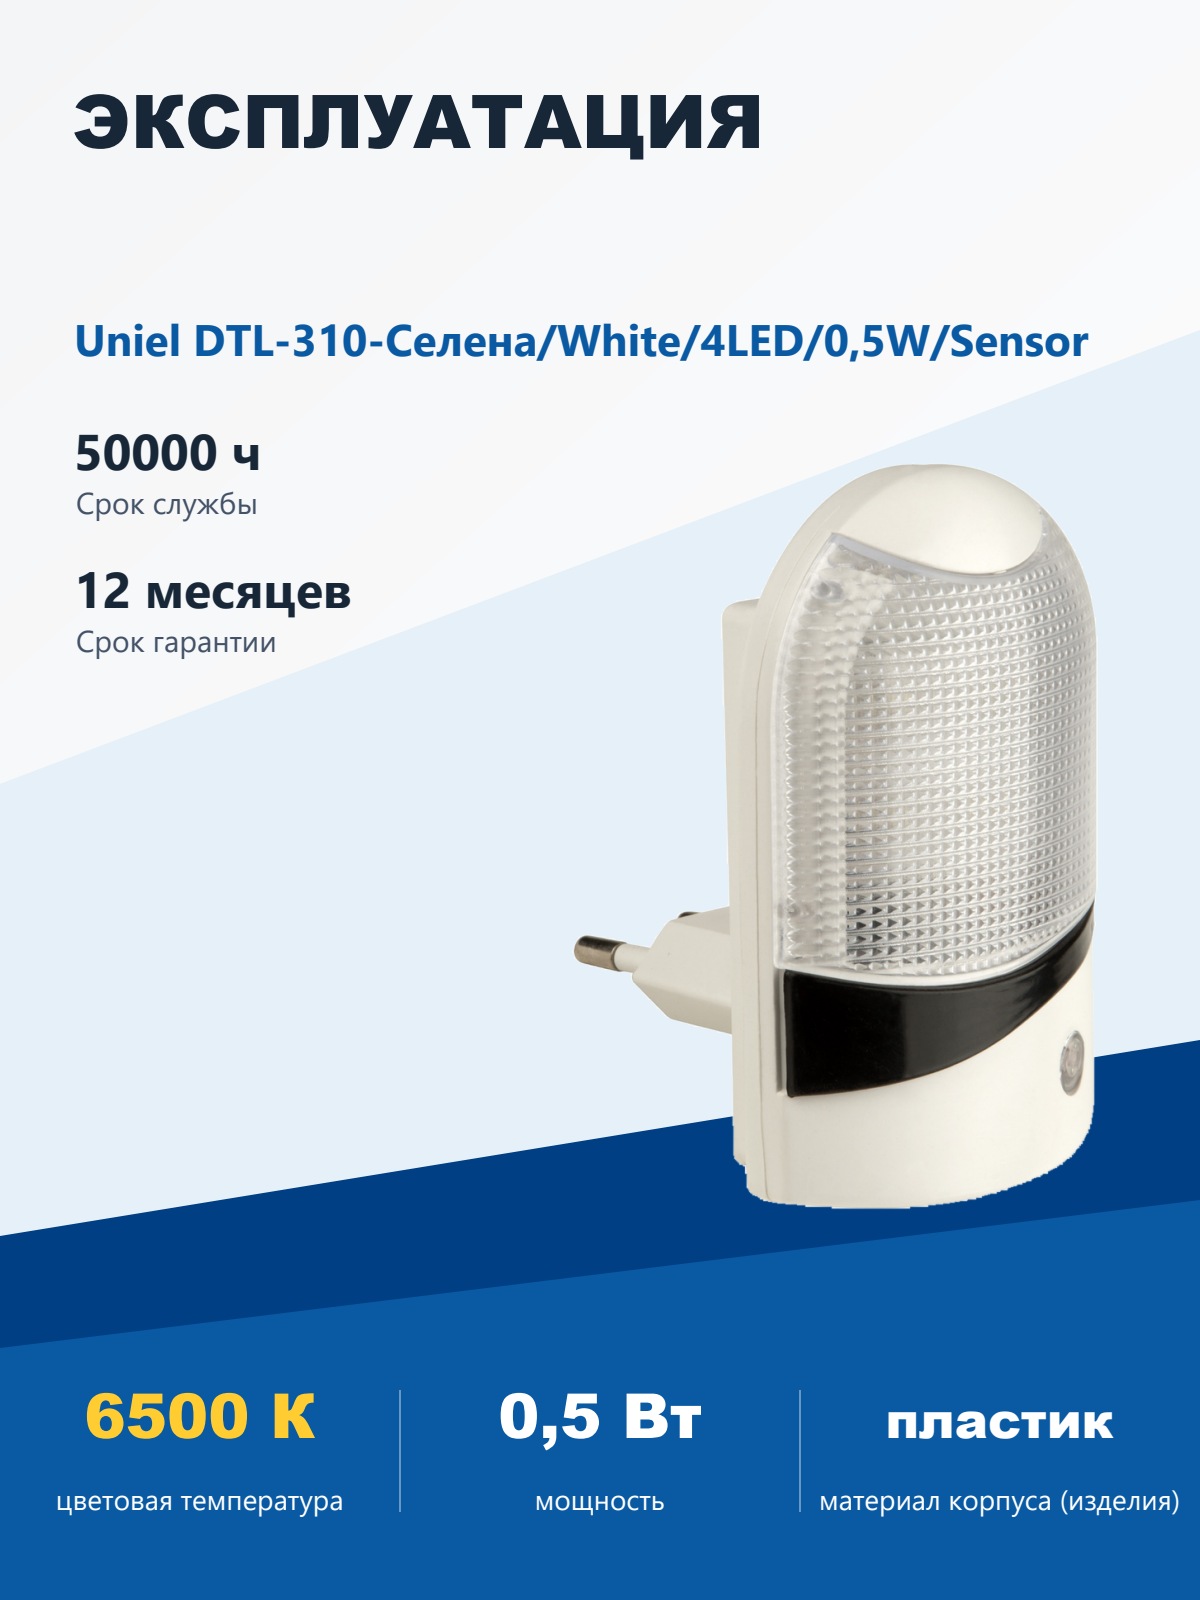 ЭКСПЛУАТАЦИЯ
Uniel DTL-310-Селена/White/4LED/0,5W/Sensor
50000 ч
Срок службы
12 месяцев
Срок гарантии
6500 К
цветовая температура
0,5 Вт
мощность
пластик
материал корпуса (изделия)